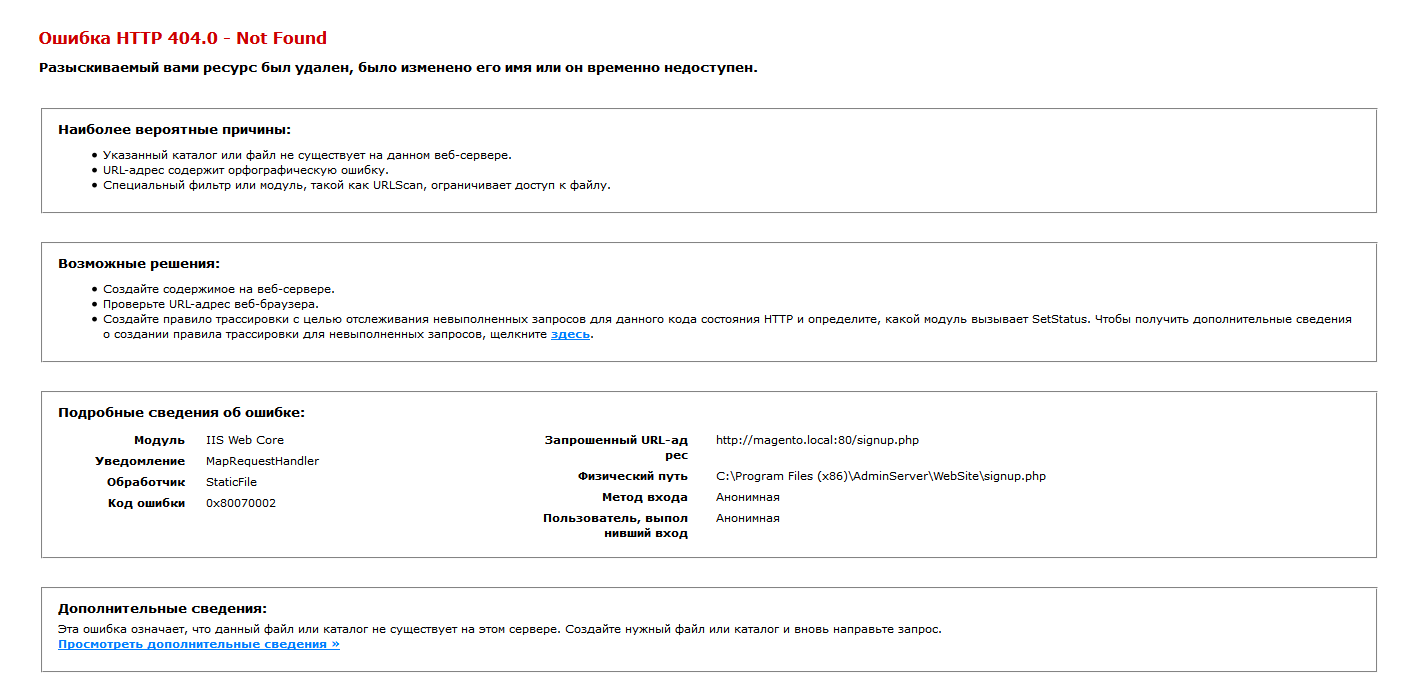 Ошибка HTTP 404.0 - Not Found
Разыскиваемый вами ресурс был удален, было изменено его имя или он временно недоступен.
Наиболее вероятные причины:
• Указанный каталог или файл не существует на данном веб-сервере.
• URL-адрес содержит орфографическую ошибку.
• Специальный фильтр или модуль, такой как URLScan, ограничивает доступ к файлу.
Возможные решения:
• Создайте содержимое на веб-сервере.
• Проверьте URL-адрес веб-браузера.
• Создайте правило трассировки с целью отслеживания невыполненных запросов для данного кода состояния HTTP и определите, какой модуль вызывает SetStatus. Чтобы получить дополнительные сведения
о создании правила трассировки для невыполненных запросов, щелкните здесь.
Подробные сведения об ошибке:
Модуль IIS Web Core
Уведомление MapRequestHandler
Обработчик StaticFile
Код ошибки 0x80070002
Запрошенный URL-ад http://magento.local:80/signup.php
рес
Физический путь C:\Program Files (x86)\AdminServer\WebSite\signup.php
Метод входа Анонимная
Пользователь, выпол Анонимная
нивший вход
Дополнительные сведения:
Эта ошибка означает, что данный файл или каталог не существует на этом сервере. Создайте нужный файл или каталог и вновь направьте запрос.
Просмотреть дополнительные сведения »